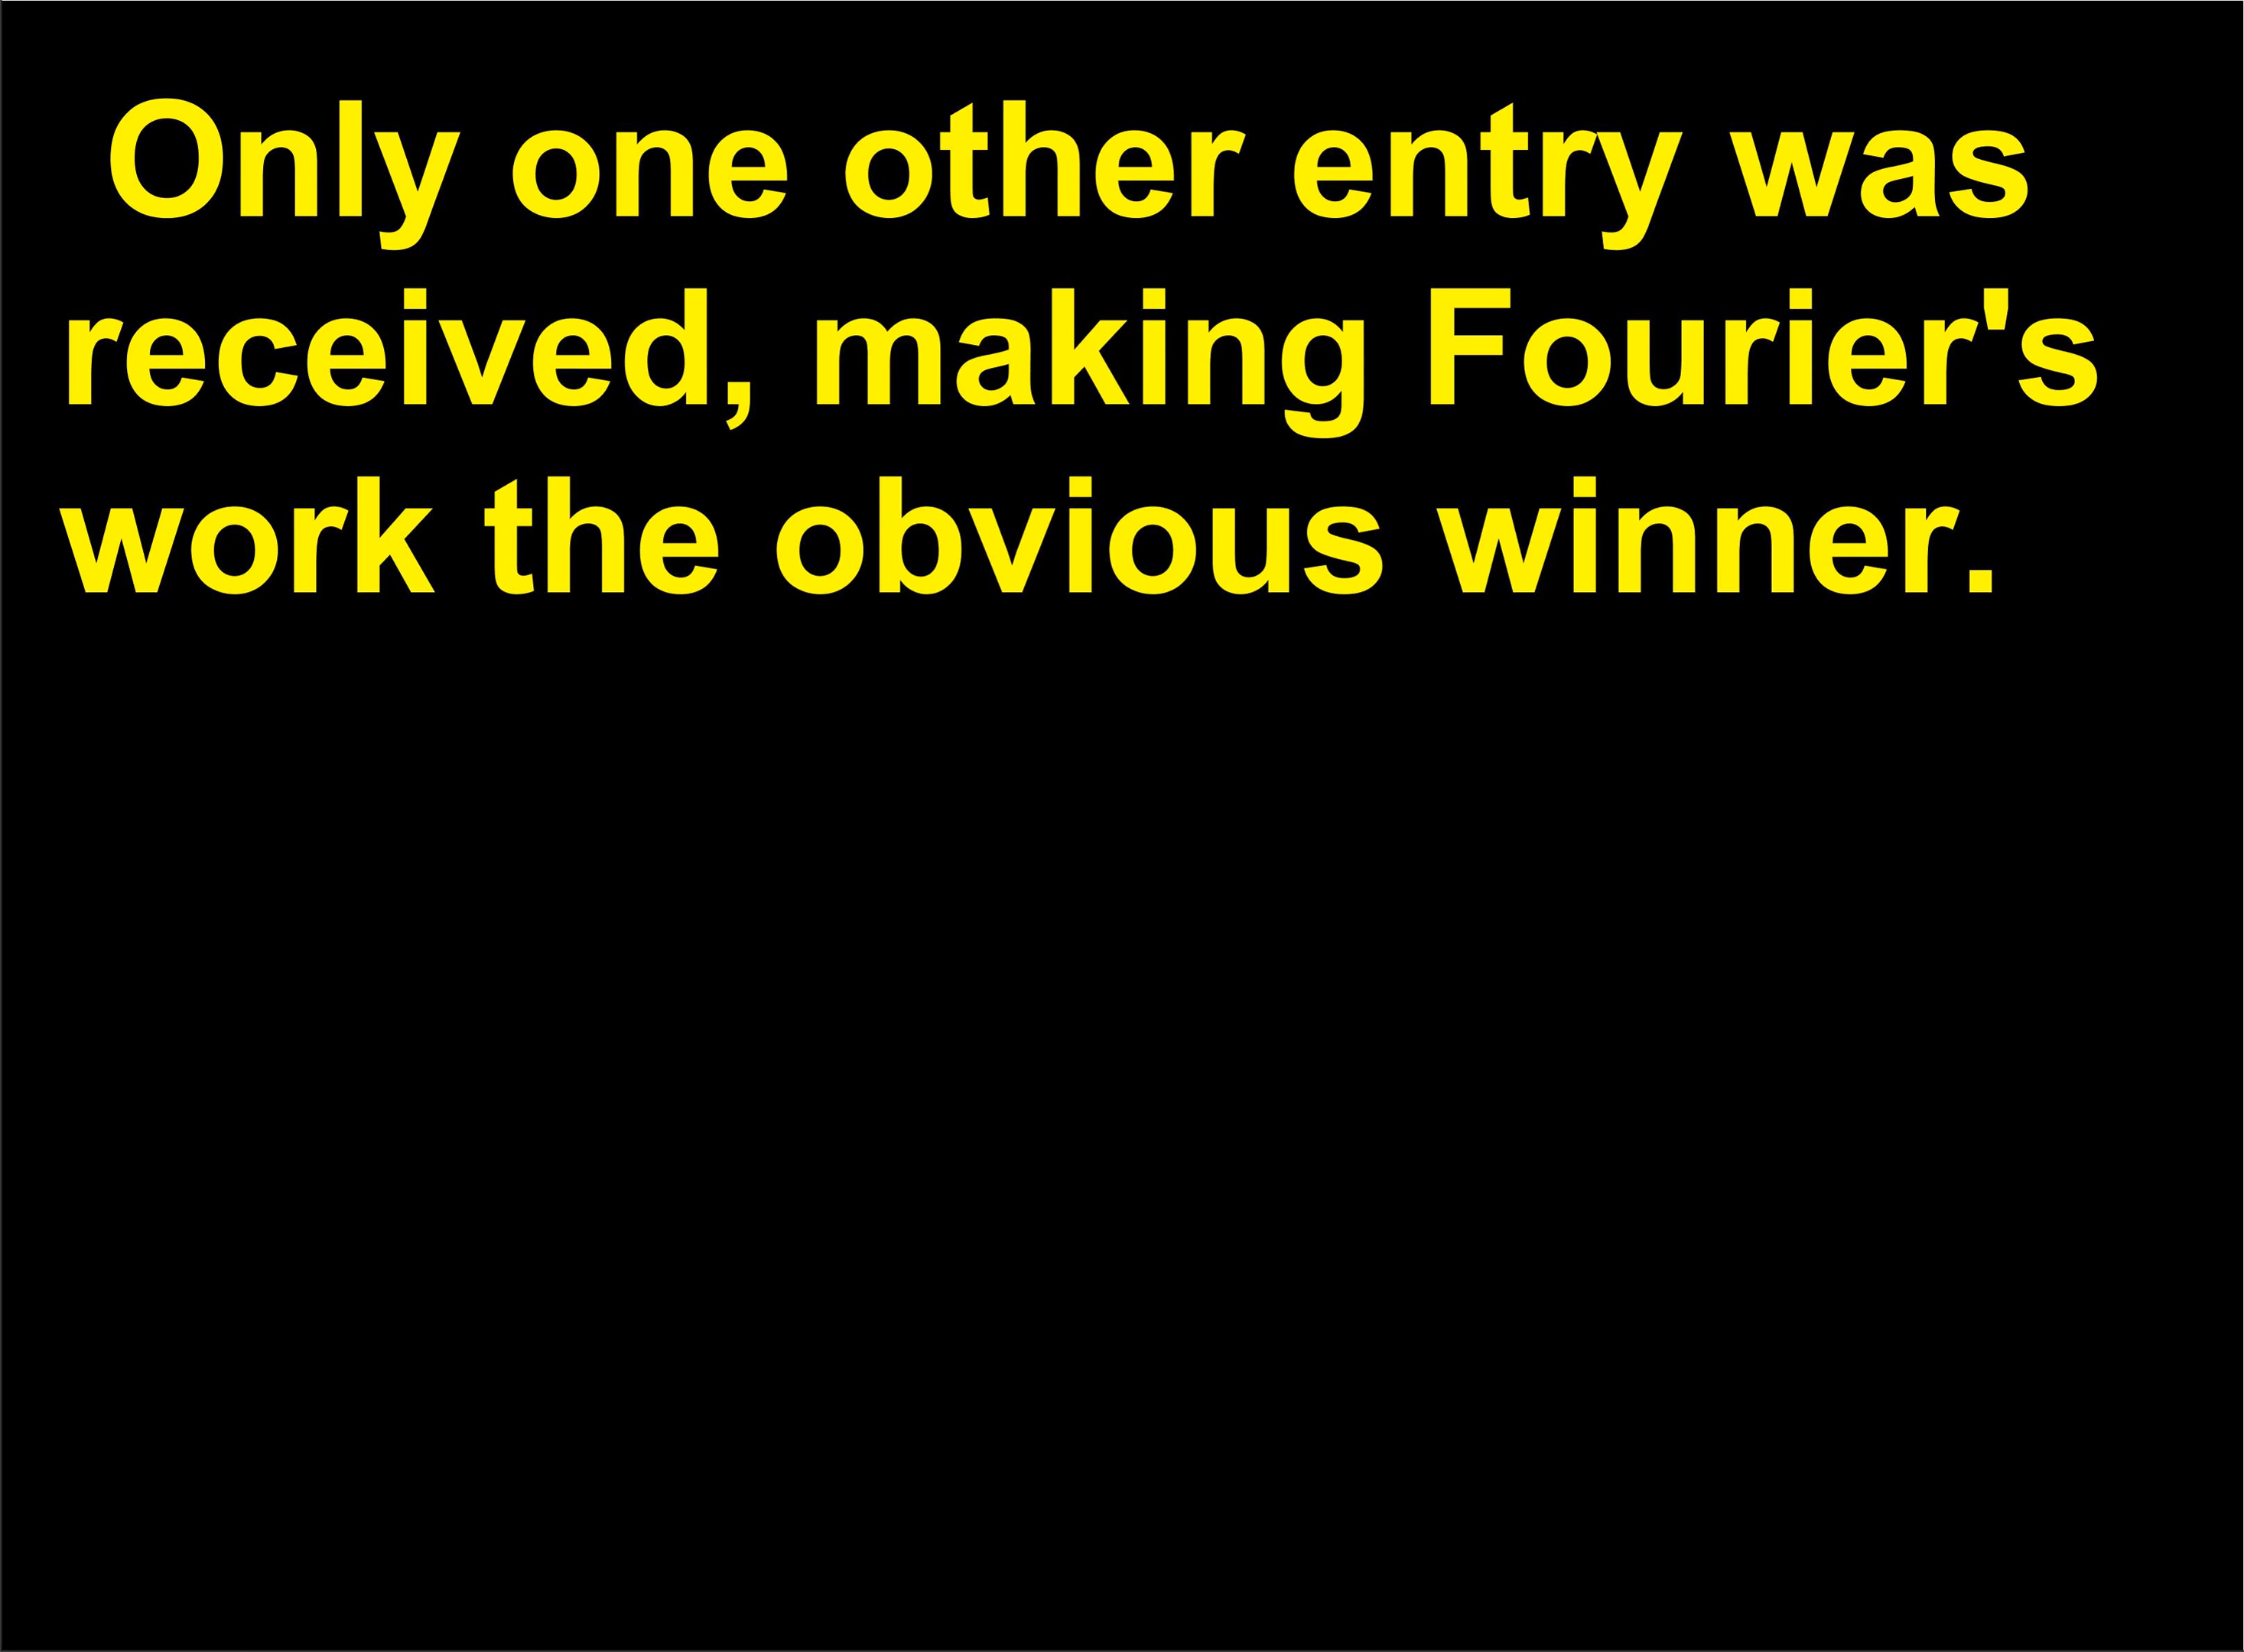 Only one other entry was
received, making Fourier's
work the obvious winner.